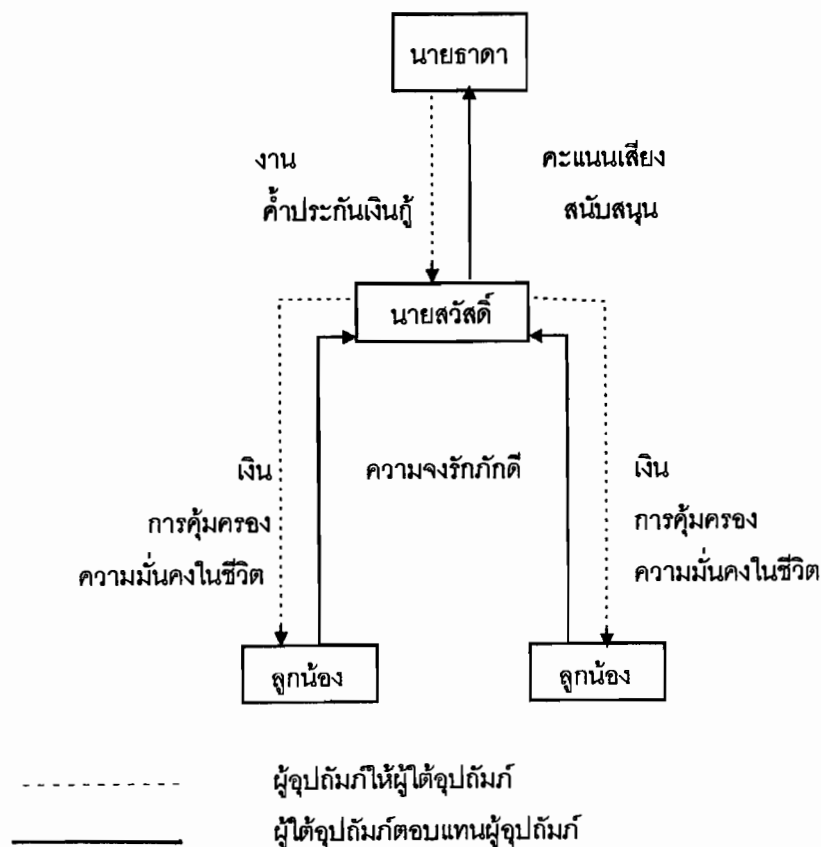 นายธาดา
งาน
ค้ำประกันเงินกู้
คะแนนเสียง
สนับสนุน
นายสวัสดิ์
เงิน
การคุ้มครอง
ความมั่นคงในชีวิต
ความจงรักภักดี
เงิน
การคุ้มครอง
ความมั่นคงในชีวิต
ลูกน้อง
ลูกน้อง
ผู้อุปถัมภ์ให้ผู้ใต้อุปถัมภ์
ผู้ใต้อุปถัมภ์ตอบแทนผู้อุปถัมภ์